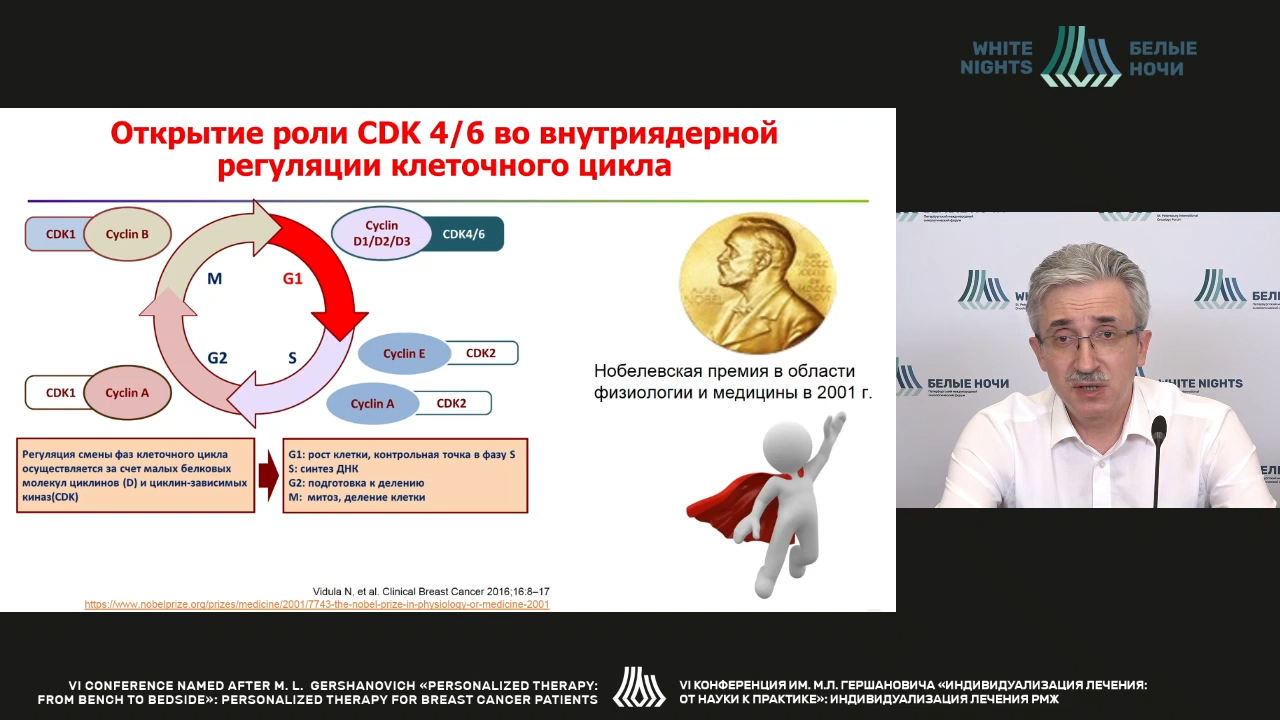 WHITE
NIGHTS
БЕЛЫЕ
НОЧИ
Открытие роли CDK 4/6 во внутриядерной
регуляции клеточного цикла
CDK1
Cyclin B
Cyclin
D1/D2/D3
CDK4/6
M
G1
G2
S
Cyclin E
CDK2
CDK1
Cyclin A
Cyclin A
CDK2
Регуляция смены фаз клеточного цикла
осуществляется за счет малых белковых
молекул циклинов (D) и циклин-зависимых
киназ(CDK)
G1: рост клетки, контрольная точка в фазу S
S: синтез ДНК
G2: подготовка к делению
M: митоз, деление клетки
Нобелевская премия в области
физиологии и медицины в 2001 г.
Vidula N, et al. Clinical Breast Cancer 2016;16:8–17
https://www.nobelprize.org/prizes/medicine/2001/7743-the-nobel-prize-in-physiology-or-medicine-2001
БЕЛЫЕ НОЧИ
WHITE NIGHTS
VI CONFERENCE NAMED AFTER M. L. GERSHANOVICH «PERSONALIZED THERAPY:
FROM BENCH TO BEDSIDE»: PERSONALIZED THERAPY FOR BREAST CANCER PATIENTS
VI КОНФЕРЕНЦИЯ ИМ. М.Л. ГЕРШАНОВИЧА «ИНДИВИДУАЛИЗАЦИЯ ЛЕЧЕНИЯ:
ОТ НАУКИ К ПРАКТИКЕ»: ИНДИВИДУАЛИЗАЦИЯ ЛЕЧЕНИЯ РМЖ